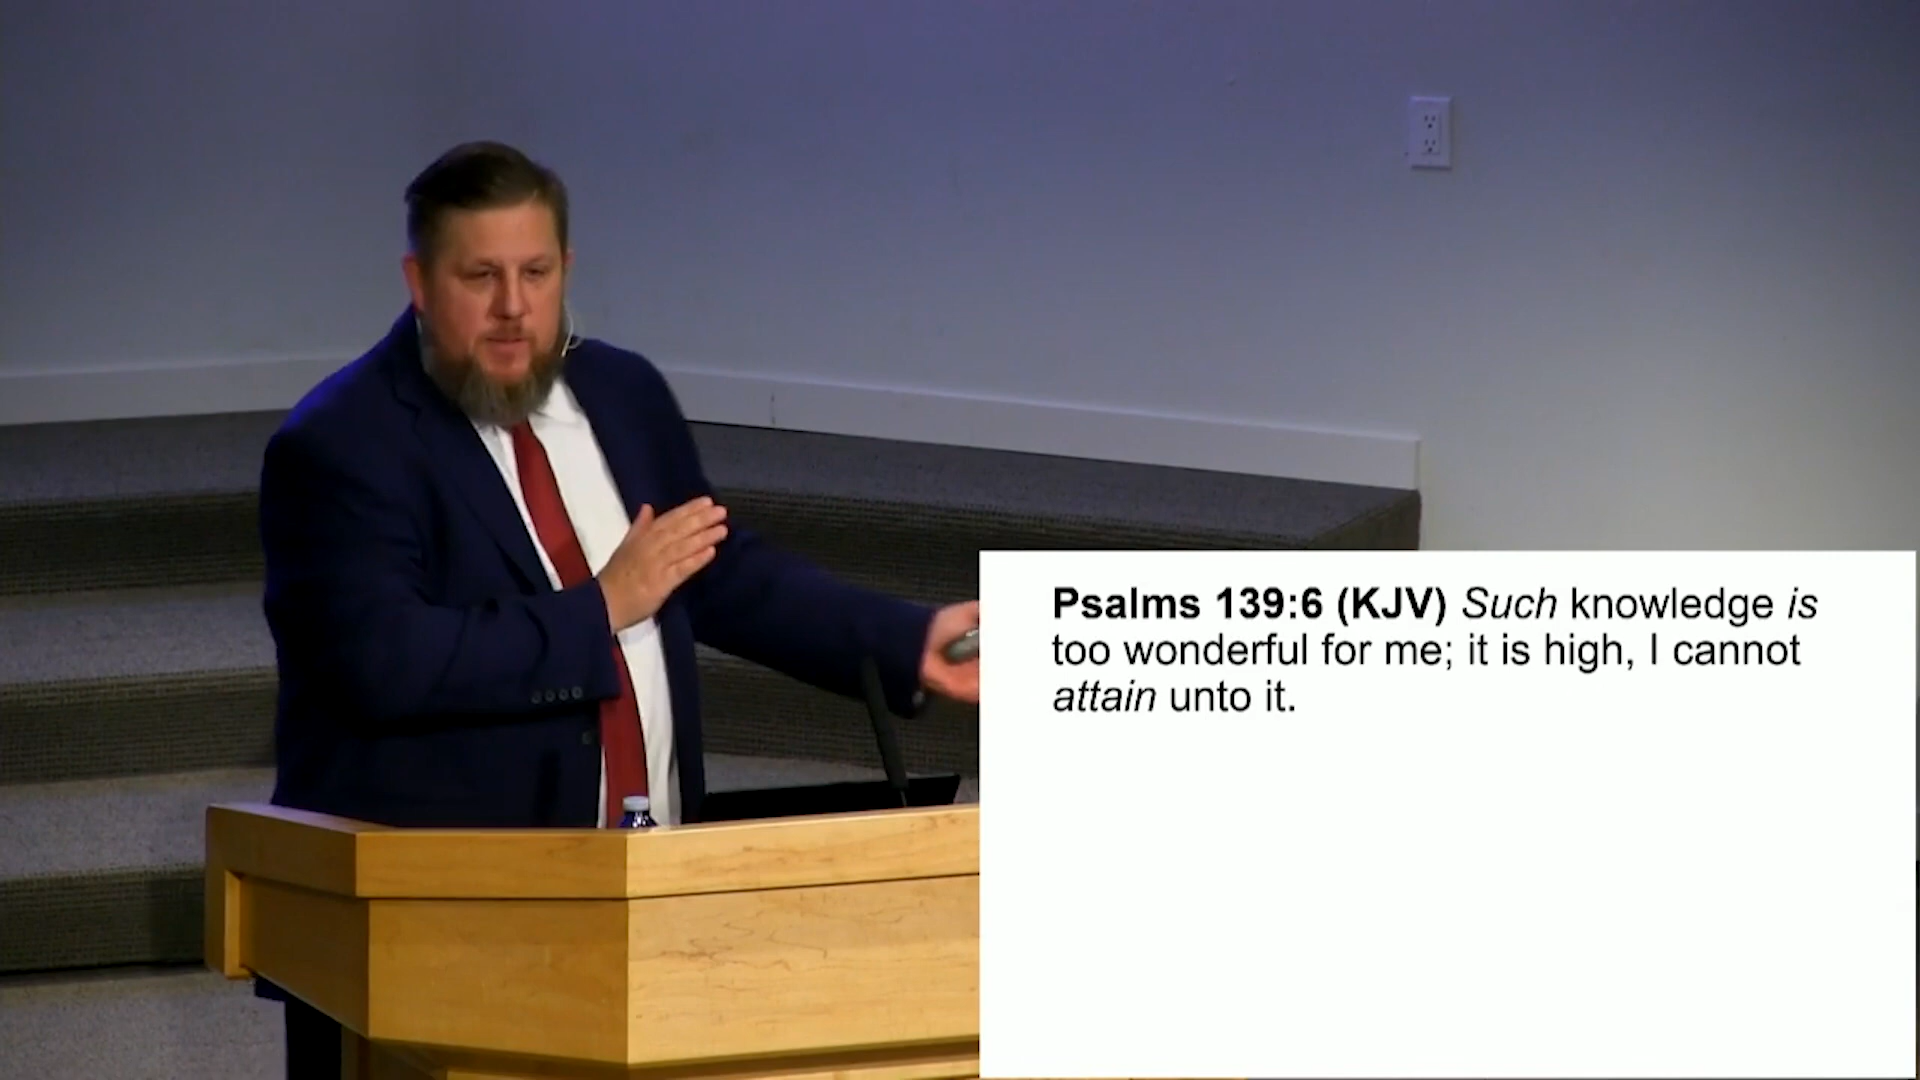 Psalms 139:6 (KJV) Such knowledge is
too wonderful for me; it is high, I cannot
attain unto it.